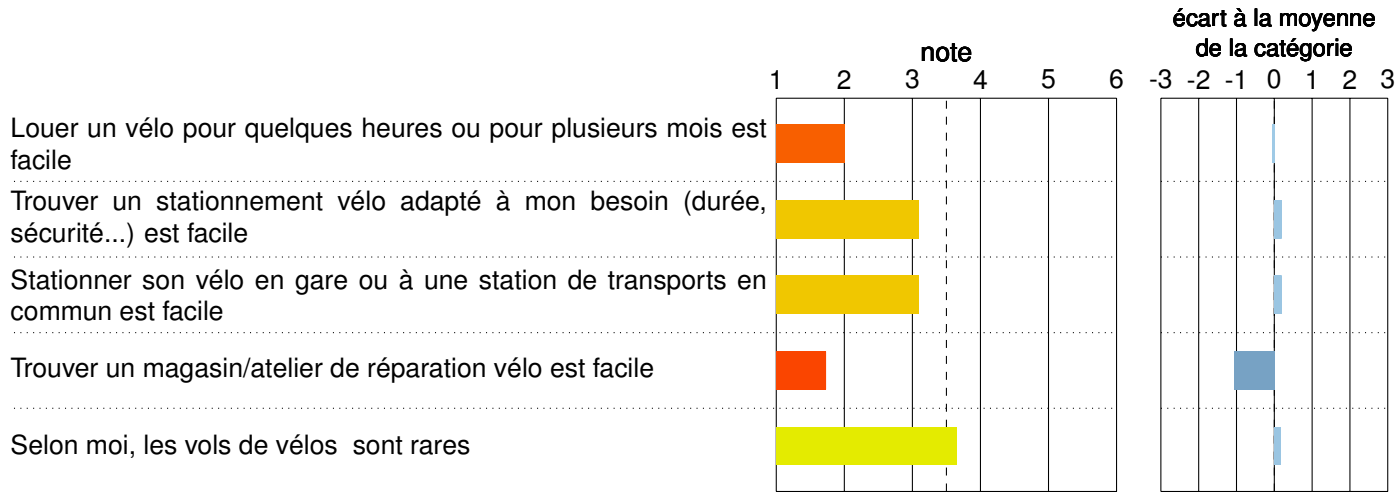 écart à la moyenne
note de la catégorie
1 2 3 4 5 6 -3 -2 -1 0 1 2 3
Louer un vélo pour quelques heures ou pour plusieurs mois est
facile
Trouver un stationnement vélo adapté à mon besoin (durée,
sécurité...) est facile
Stationner son vélo en gare ou à une station de transports en
commun est facile
Trouver un magasin/atelier de réparation vélo est facile
Selon moi, les vols de vélos sont rares